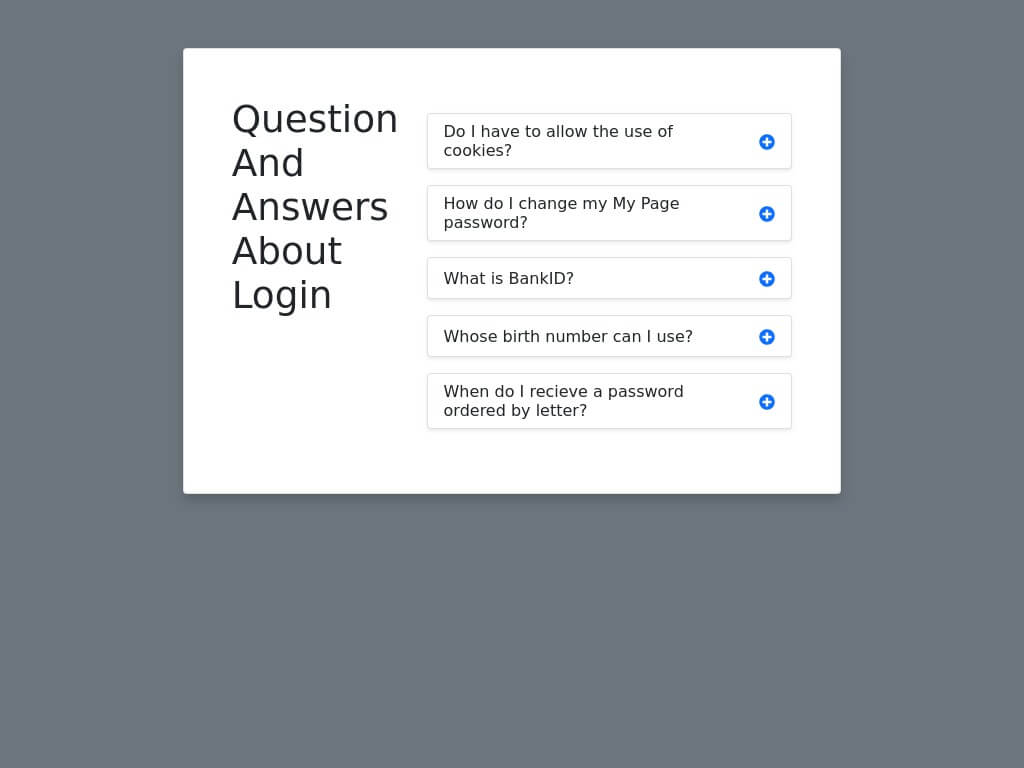 Question
And
Answers
About
Login
Do I have to allow the use of
cookies?
How do I change my My Page
password?
What is BankID?
Whose birth number can I use?
When do I recieve a password
ordered by letter?